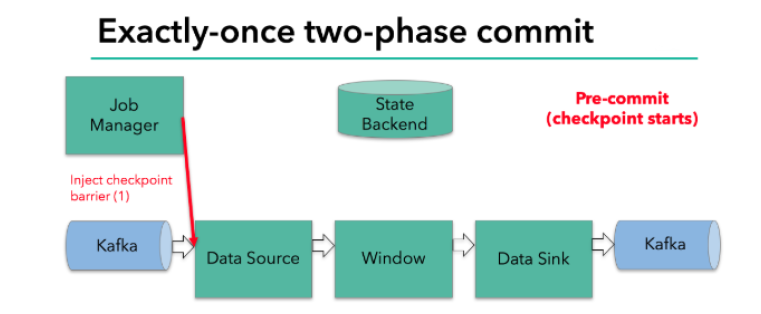 Exactly-once two-phase commit
Job
Manager
State
Backend
Pre-commit
(checkpoint starts)
Inject checkpoint
barrier (1)
Kafka
Data Source
Window
Data Sink
Kafka